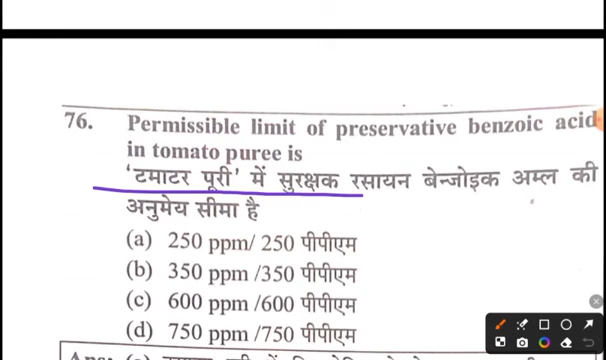 76. Permissible limit of preservative benzoic acid
in tomato puree is
'टमाटर पूरी' में सुरक्षक रसायन बेन्जोइक अम्ल की
अनुमेय सीमा है
(a) 250 ppm/ 250 पीपीएम
(b) 350 ppm /350 पीपीएम
(c) 600 ppm /600 पीपीएम
(d) 750 ppm /750 पीपीएम